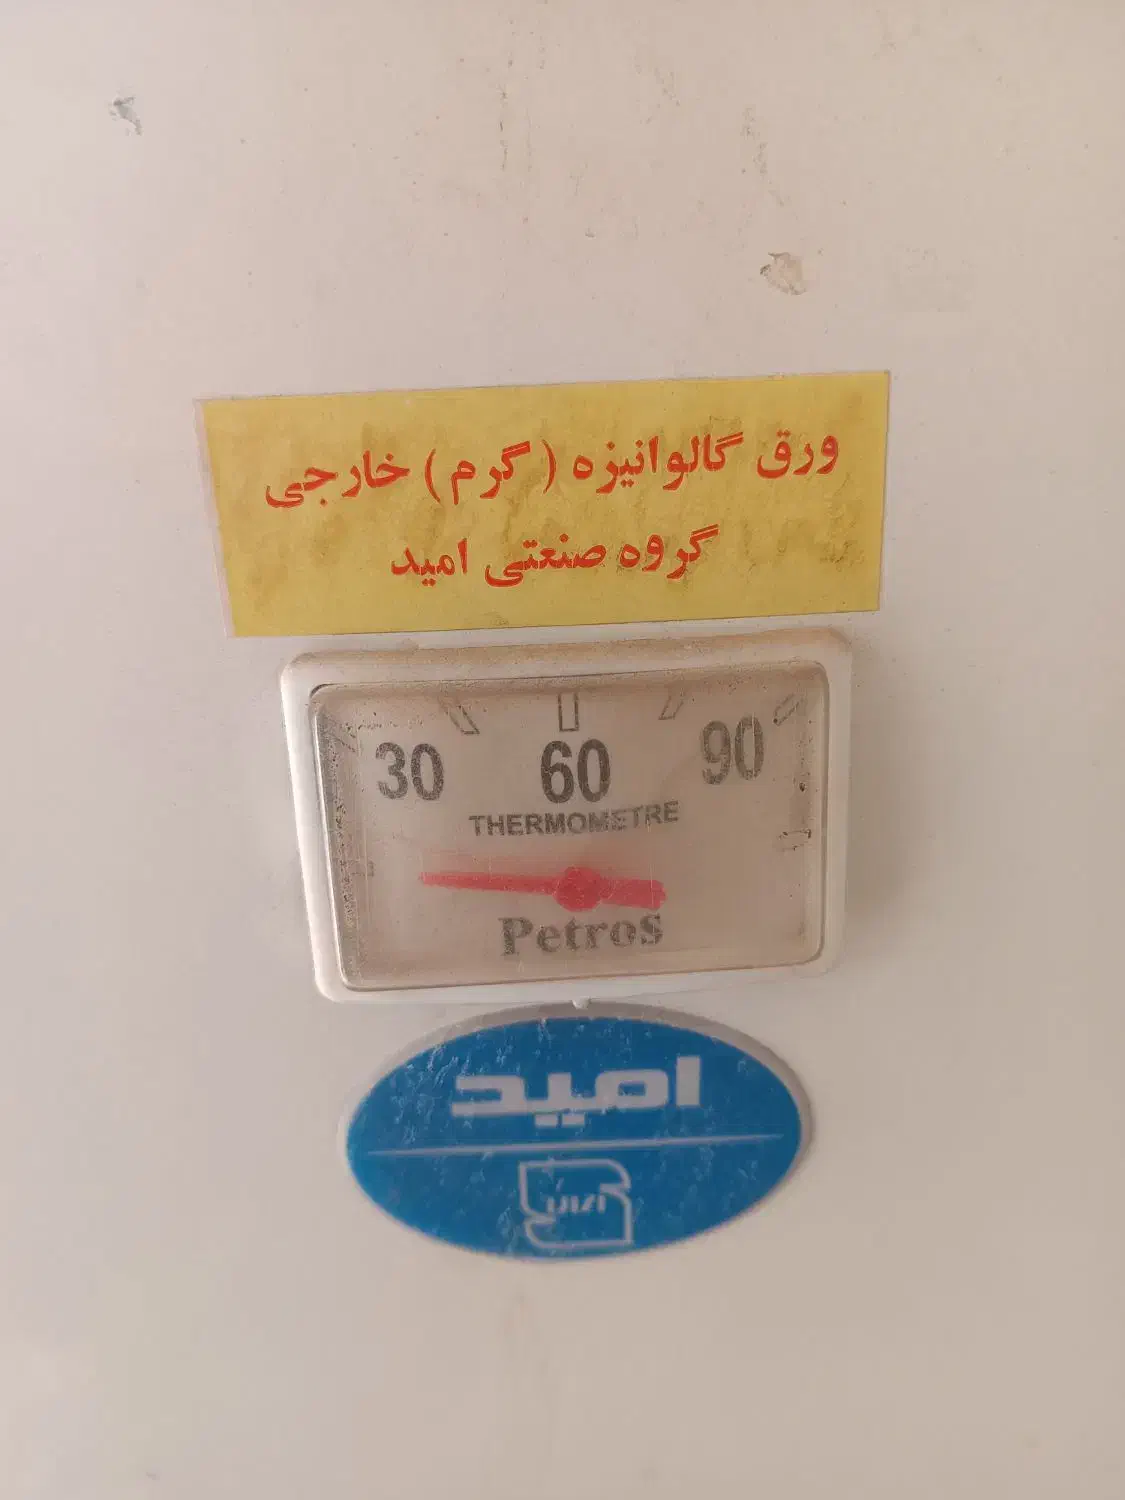 ورق گالوانیزه ( گرم ) خارجی
گروه صنعتی امید
30 60 90
THERMOMETRE
Petros
امید